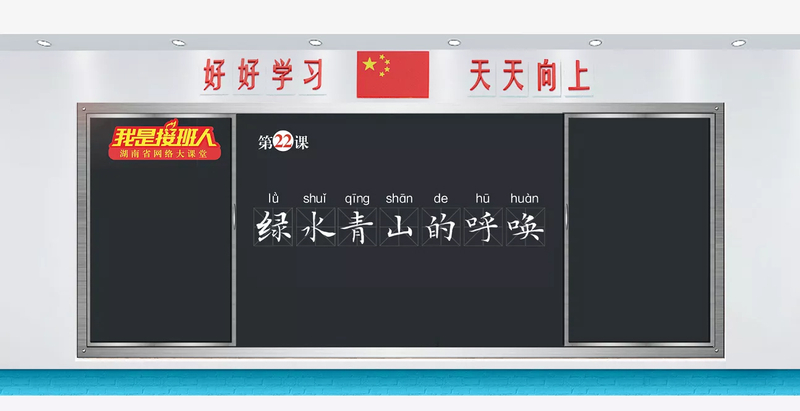 好好学习 天天向上
我是接班人
湖南省网络大课堂
第22课
lǜ shuǐ qīng shān de hū huàn
绿水青山的呼唤